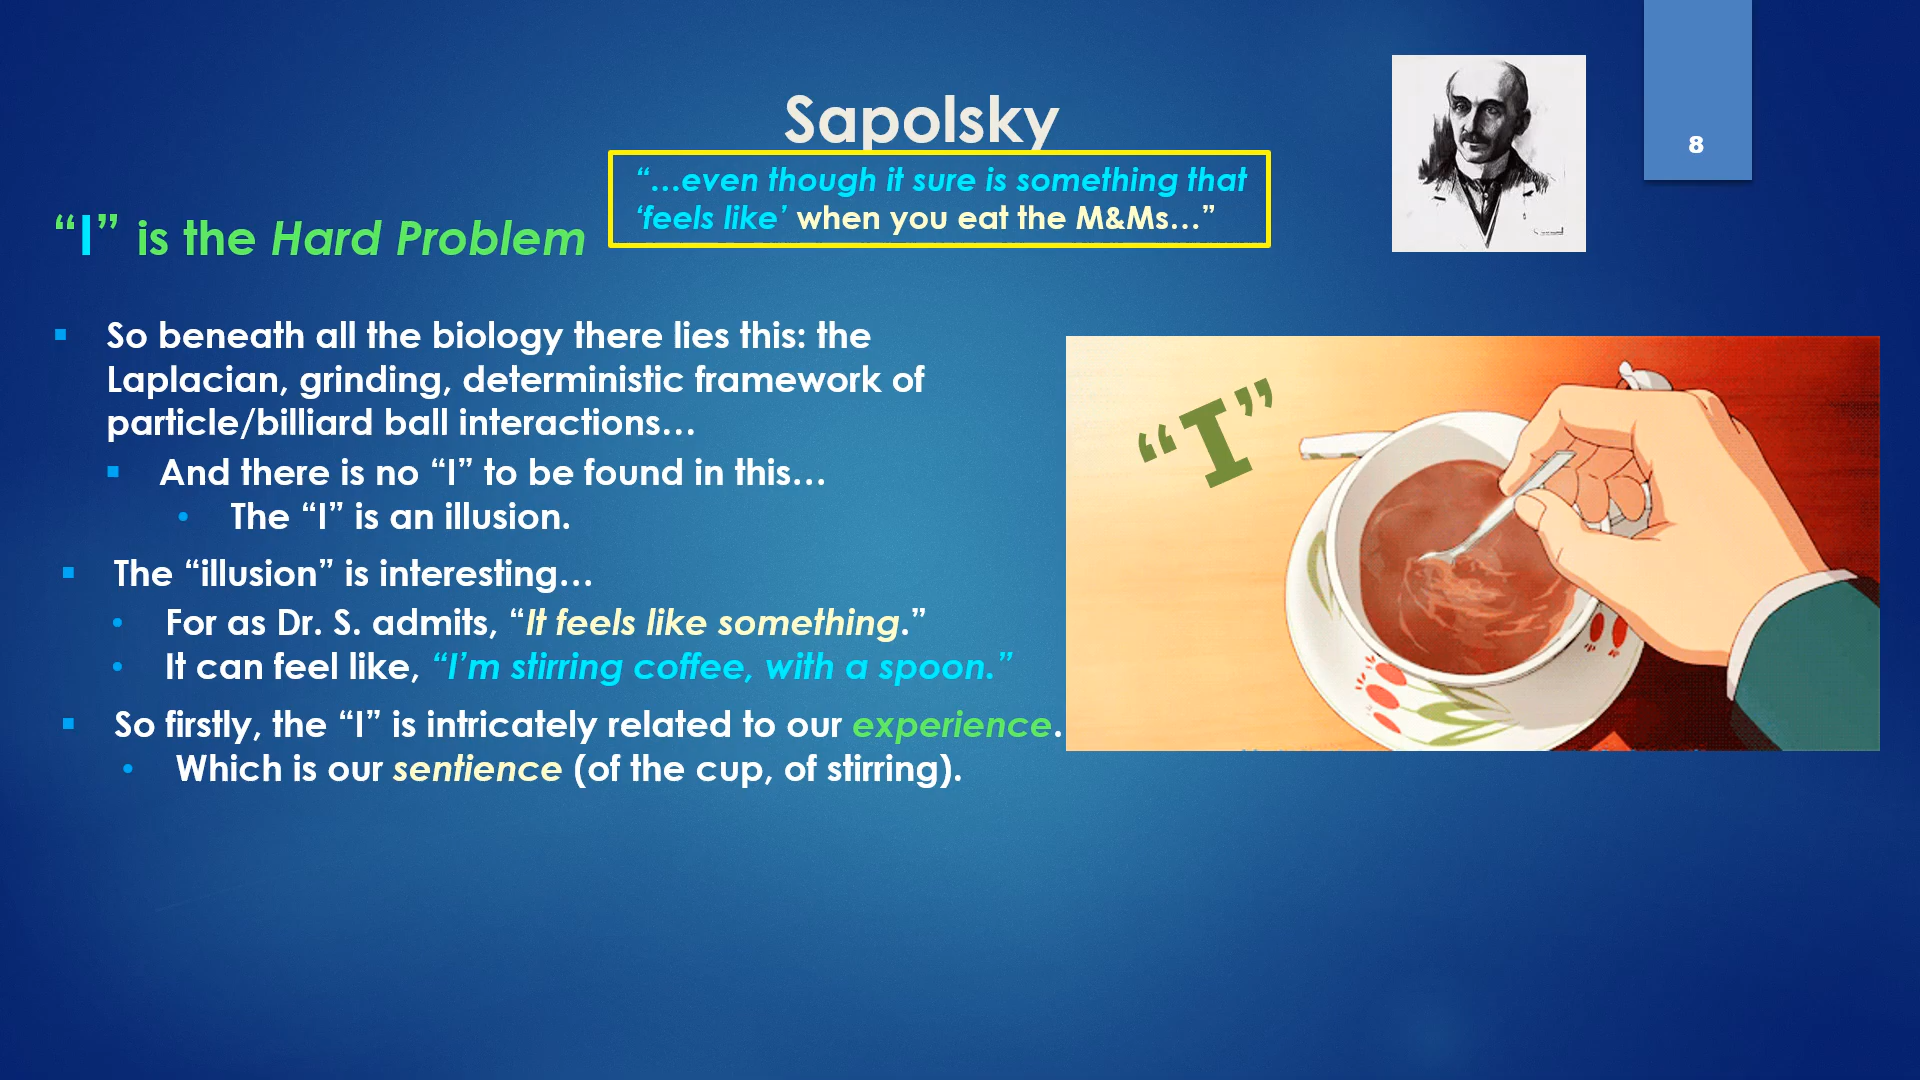 Sapolsky
8
“…even though it sure is something that
‘feels like’ when you eat the M&Ms…”
“I” is the Hard Problem
So beneath all the biology there lies this: the
Laplacian, grinding, deterministic framework of
particle/billiard ball interactions…
And there is no “I” to be found in this…
The “I” is an illusion.
The “illusion” is interesting…
For as Dr. S. admits, “It feels like something.”
It can feel like, “I’m stirring coffee, with a spoon.”
So firstly, the “I” is intricately related to our experience.
Which is our sentience (of the cup, of stirring).
“I”